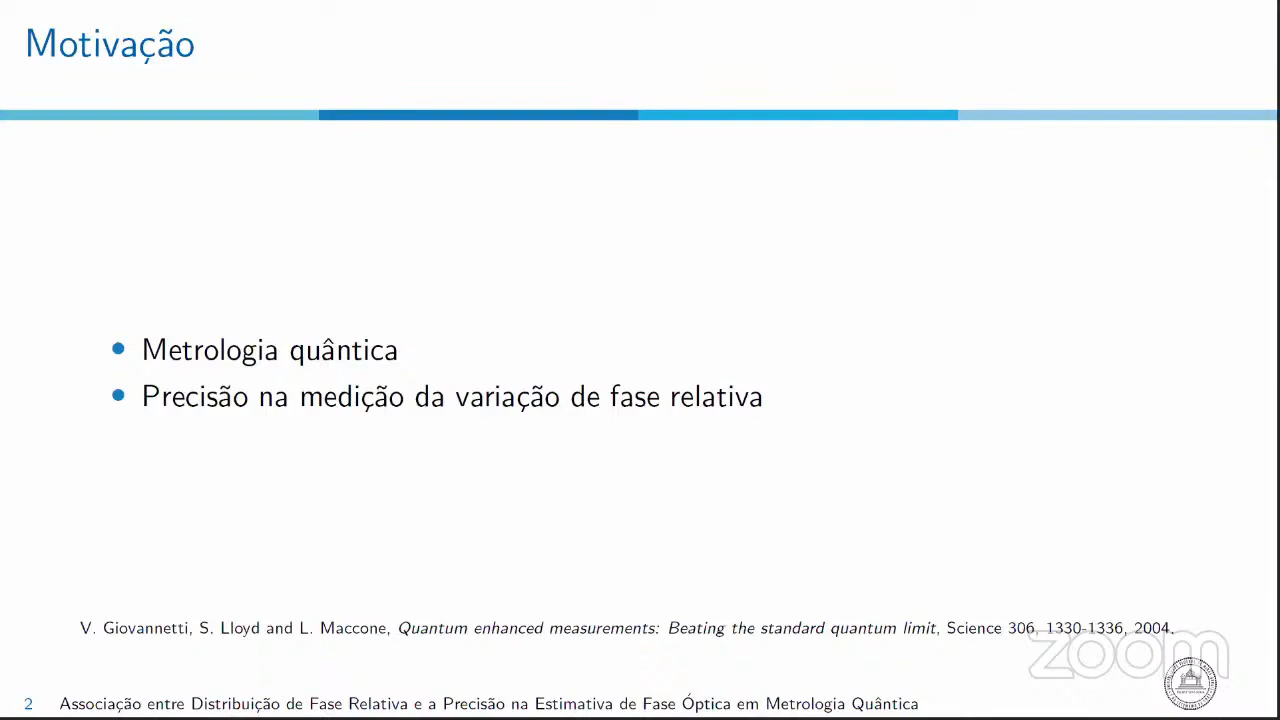 Motivação
• Metrologia quântica
• Precisão na medição da variação de fase relativa
V. Giovannetti, S. Lloyd and L. Maccone, Quantum enhanced measurements: Beating the standard quantum limit, Science 306, 1330-1336, 2004.
zoom
2 Associação entre Distribuição de Fase Relativa e a Precisão na Estimativa de Fase Óptica em Metrologia Quântica